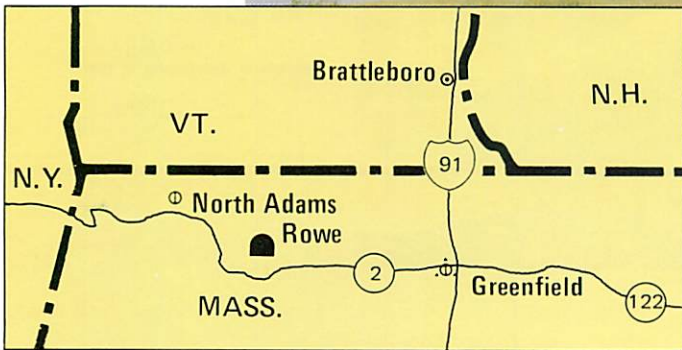 Brattleboro
N.H.
VT.
91
N.Y.
North Adams
Rowe
2
Greenfield
MASS.
122